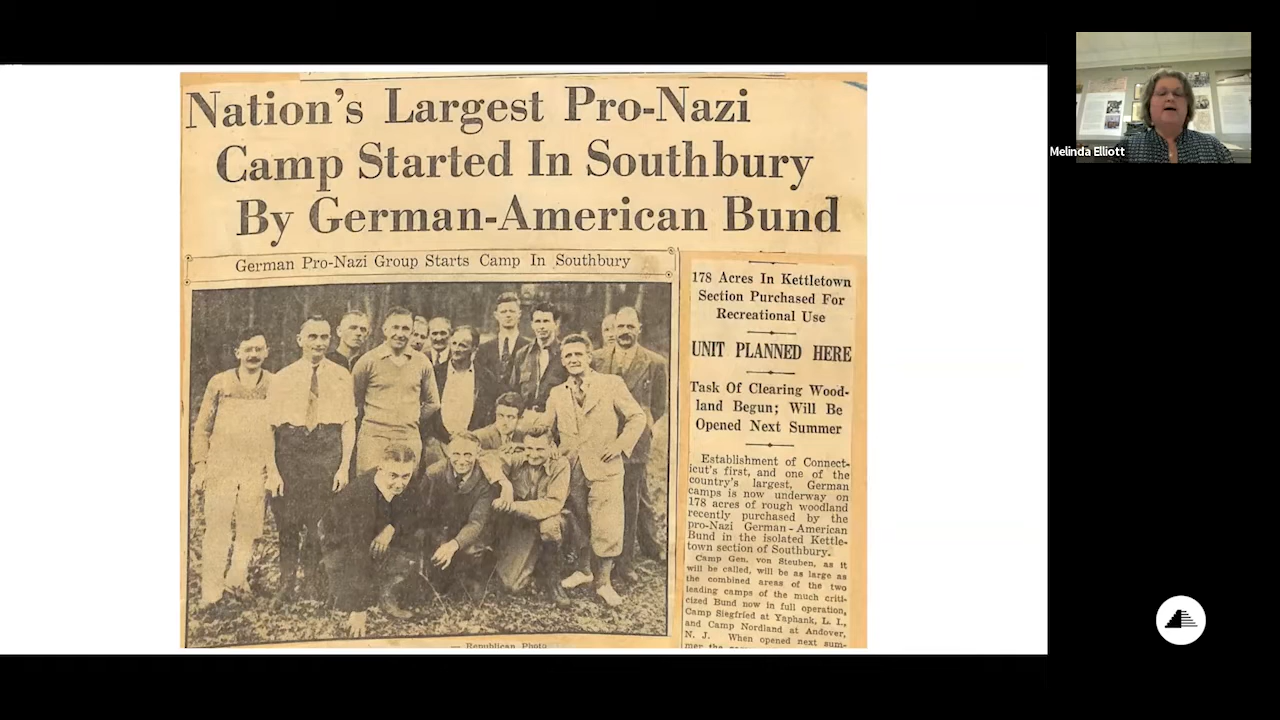 Nation's Largest Pro-Nazi
Camp Started In Southbury
By German-American Bund
German Pro-Nazi Group Starts Camp In Southbury
178 Acres In Kettletown
Section Purchased For
Recreational Use
UNIT PLANNED HERE
Task Of Clearing Wood-
land Begun; Will Be
Opened Next Summer
Establishment of Connect-
icut's first, and one of the
country's largest, German
camps is now underway on
178 acres of rough woodland
recently purchased by the
pro-Nazi German-American
Bund in the isolated Kettle-
town section of Southbury.
Camp Gen. von Steuben, as it
will be called, will be as large as
the combined areas of the two
leading camps of the much criti-
cized Bund now in full operation,
Camp Siegfried at Yaphank, L. I.,
and Camp Nordland at Andover,
N. J. When opened next sum-
mer the
— Republican Photo
Melinda Elliott